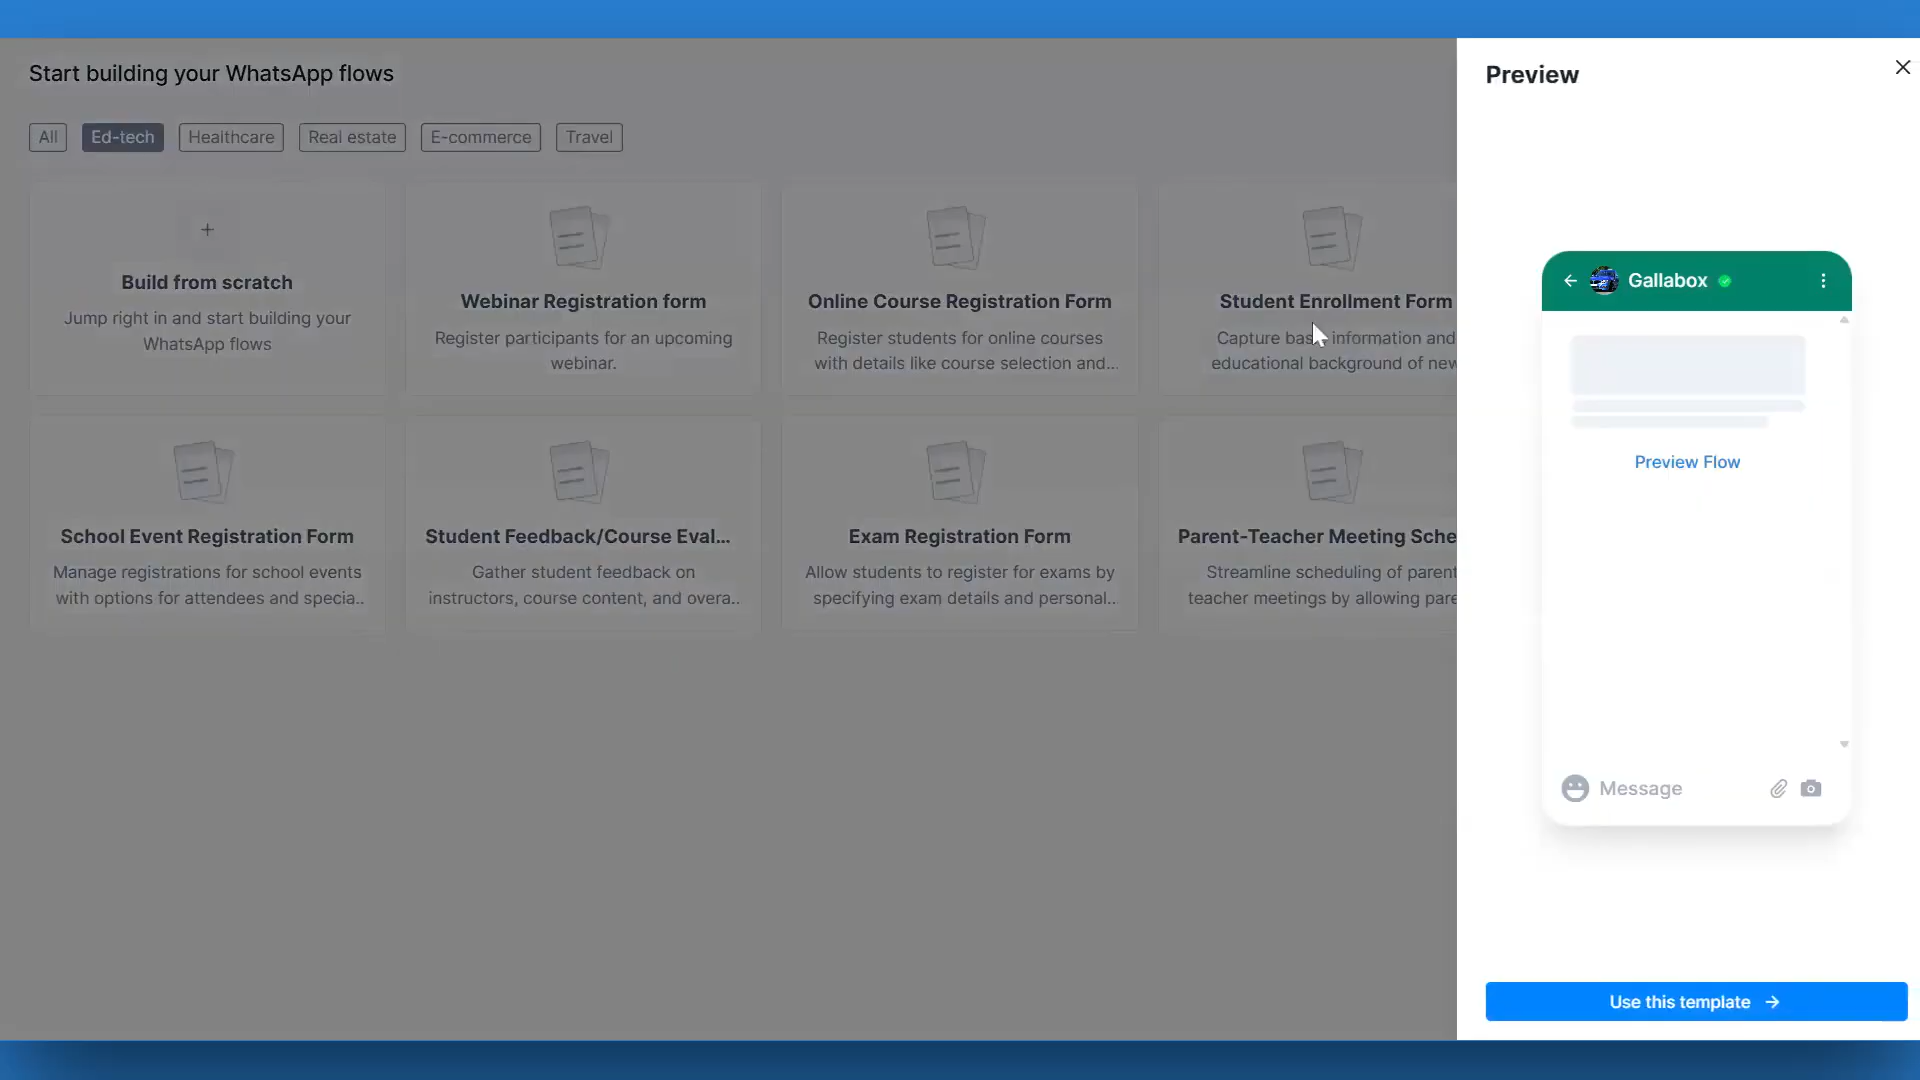 Start building your WhatsApp flows
All
Ed-tech
Healthcare
Real estate
E-commerce
Travel
Build from scratch
Jump right in and start building your
WhatsApp flows
Webinar Registration form
Register participants for an upcoming
webinar.
Online Course Registration Form
Register students for online courses
with details like course selection and...
Student Enrollment Form
Capture basic information and
educational background of new
School Event Registration Form
Manage registrations for school events
with options for attendees and specia..
Student Feedback/Course Eval...
Gather student feedback on
instructors, course content, and overa..
Exam Registration Form
Allow students to register for exams by
specifying exam details and personal..
Parent-Teacher Meeting Sche
Streamline scheduling of parent
teacher meetings by allowing pare
Preview
Gallabox
Preview Flow
Message
Use this template